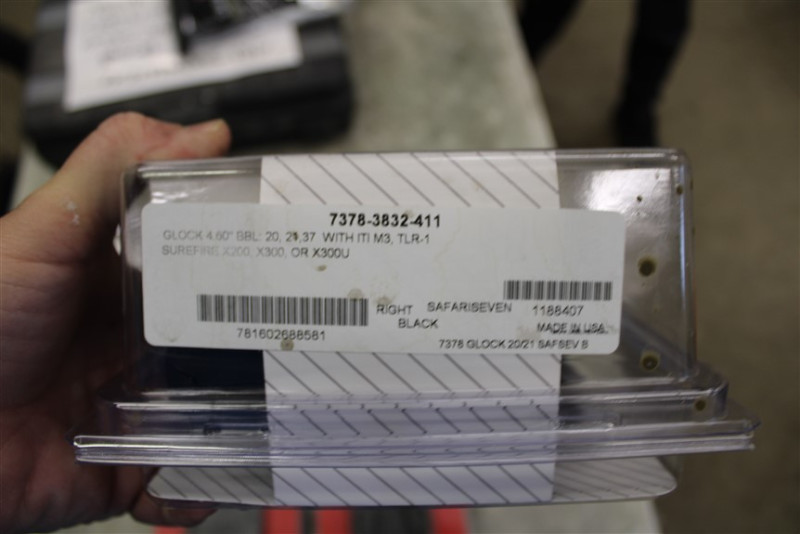 7378-3832-411
GLOCK 4.60" BBL: 20, 21,37 WITH ITI M3, TLR-1
SUREFIRE X200, X300, OR X300U
RIGHT SAFARISEVEN 1188407
BLACK MADE IN USA
781602688581
7378 GLOCK 20/21 SAFSEV B